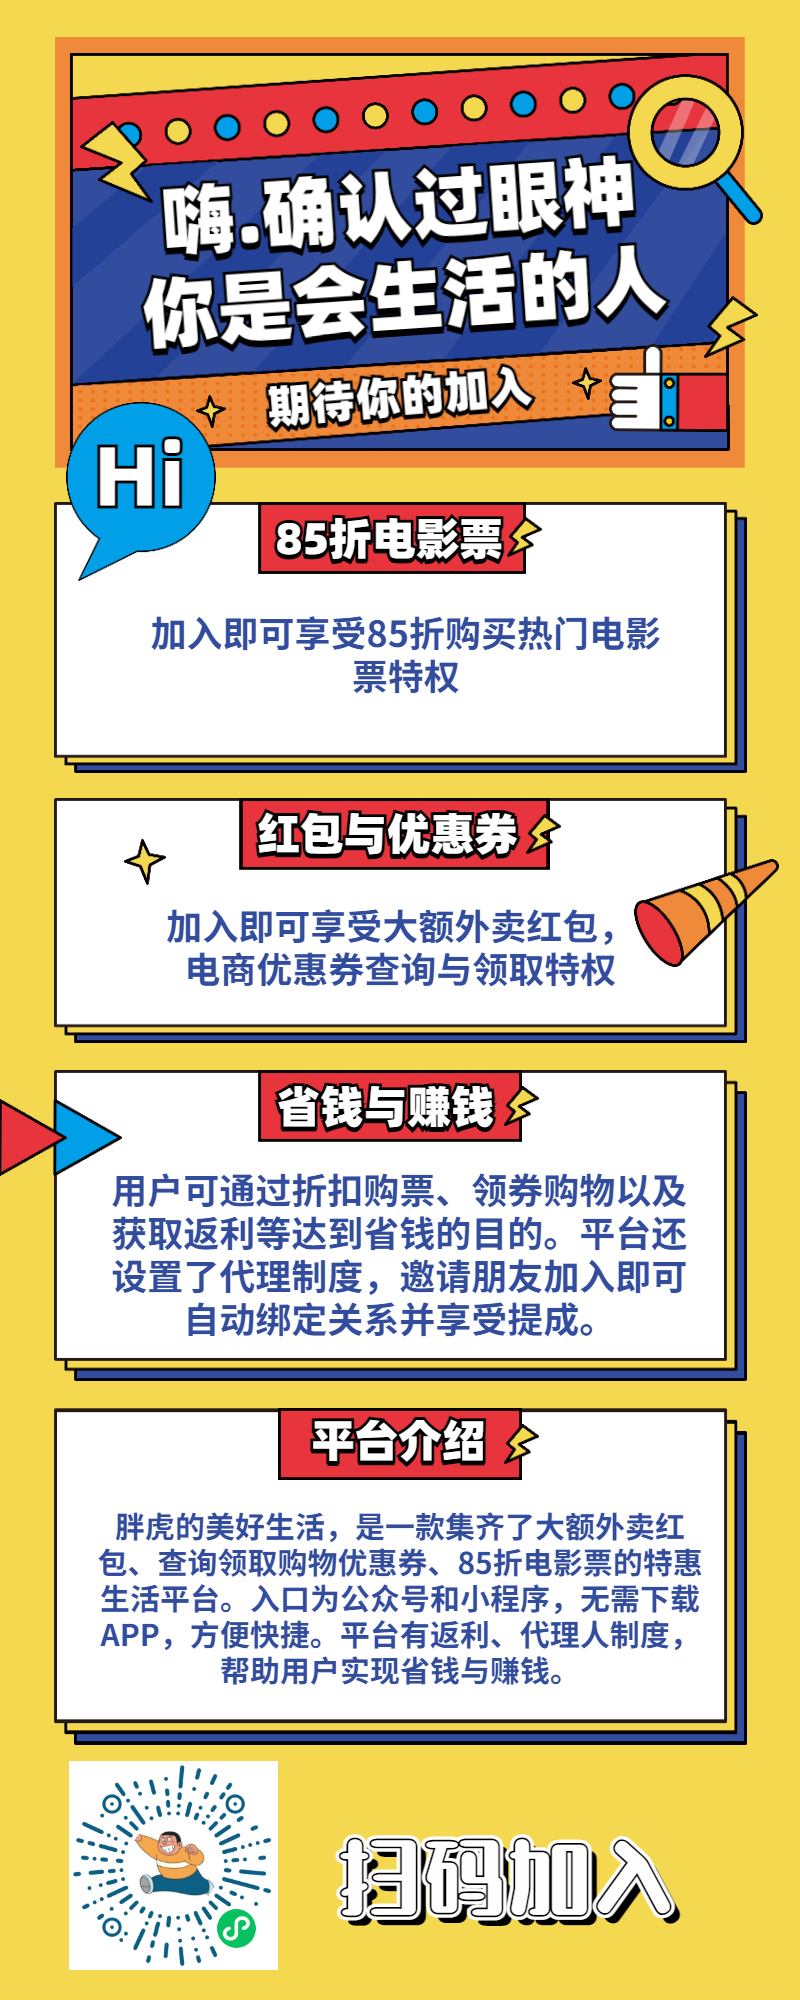 嗨.确认过眼神
你是会生活的人
期待你的加入
Hi
85折电影票
加入即可享受85折购买热门电影
票特权
红包与优惠券
加入即可享受大额外卖红包，
电商优惠券查询与领取特权
省钱与赚钱
用户可通过折扣购票、领券购物以及
获取返利等达到省钱的目的。平台还
设置了代理制度，邀请朋友加入即可
自动绑定关系并享受提成。
平台介绍
胖虎的美好生活，是一款集齐了大额外卖红
包、查询领取购物优惠券、85折电影票的特惠
生活平台。入口为公众号和小程序，无需下载
APP，方便快捷。平台有返利、代理人制度，
帮助用户实现省钱与赚钱。
扫码加入